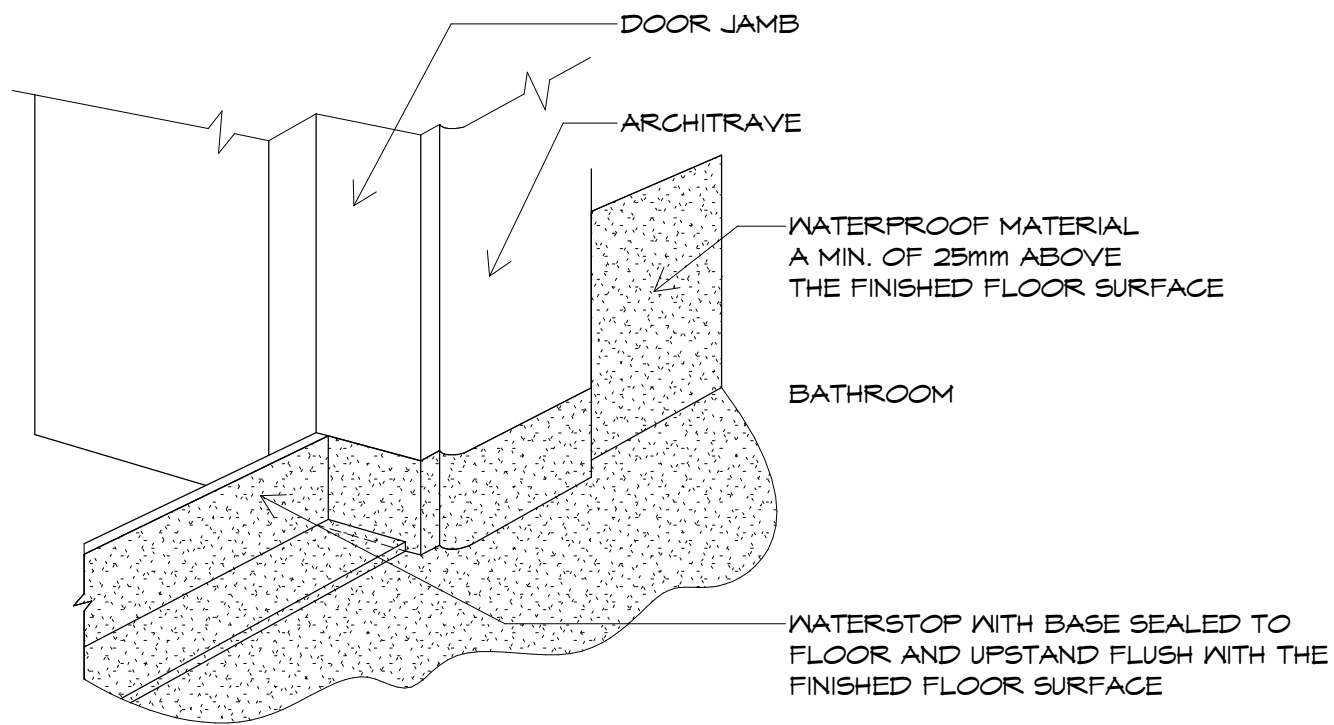 DOOR JAMB
ARCHITRAVE
WATERPROOF MATERIAL
A MIN. OF 25mm ABOVE
THE FINISHED FLOOR SURFACE
BATHROOM
WATERSTOP WITH BASE SEALED TO
FLOOR AND UPSTAND FLUSH WITH THE
FINISHED FLOOR SURFACE